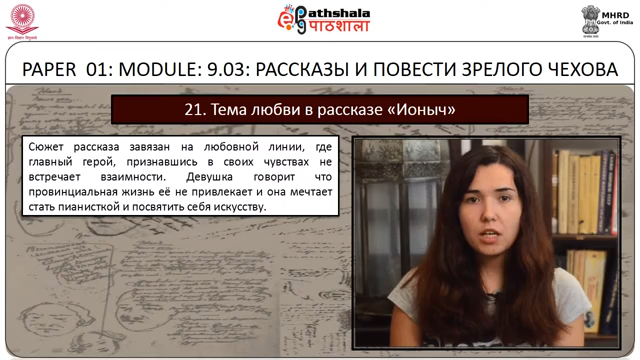 ePathshala
पाठशाला
MHRD
Govt. of India
PAPER 01: MODULE: 9.03: РАССКАЗЫ И ПОВЕСТИ ЗРЕЛОГО ЧЕХОВА
21. Тема любви в рассказе «Ионыч»
Сюжет рассказа завязан на любовной линии, где
главный герой, признавшись в своих чувствах не
встречает взаимности. Девушка говорит что
провинциальная жизнь её не привлекает и она мечтает
стать пианисткой и посвятить себя искусству.